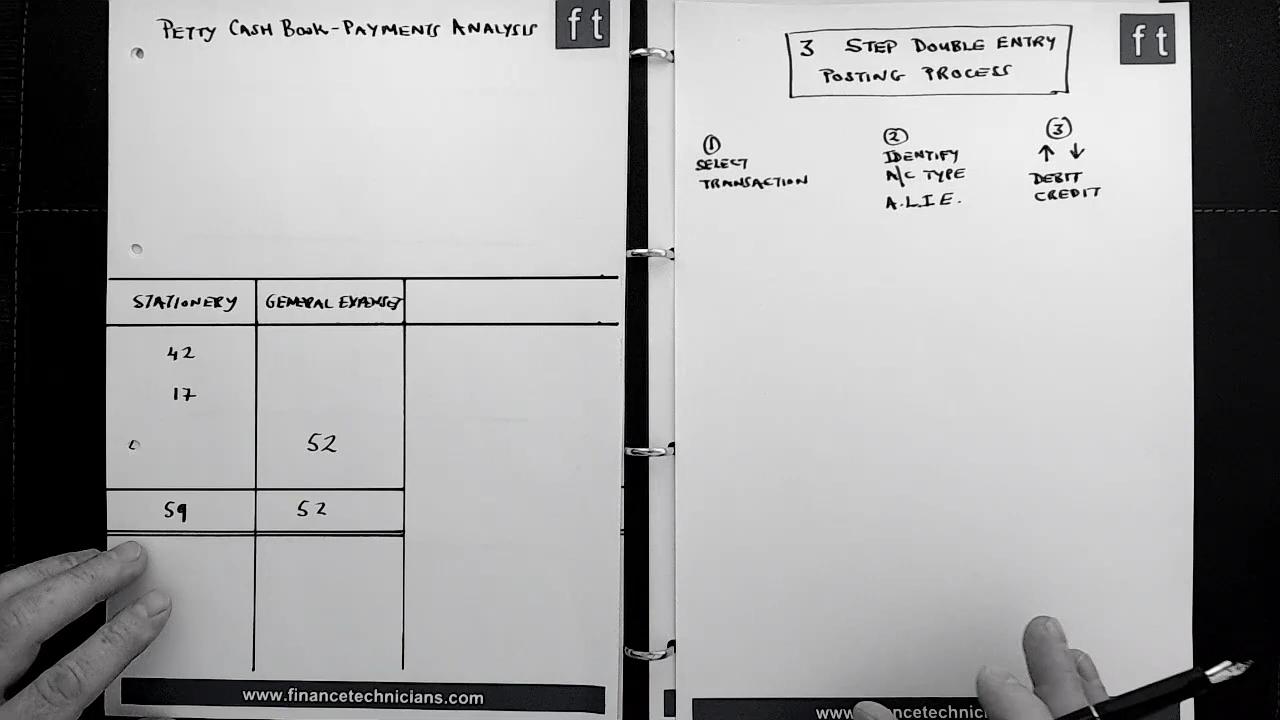 PETTY CASH BOOK - PAYMENTS ANALYSIS
ft
STATIONERY GENERAL EXPENSES
42
17
52
59 52
www.financetechnicians.com
ft
3 STEP DOUBLE ENTRY
POSTING PROCESS
①
SELECT
TRANSACTION
②
IDENTIFY
A/C TYPE
A.L.I.E.
③
↑ ↓
DEBIT
CREDIT